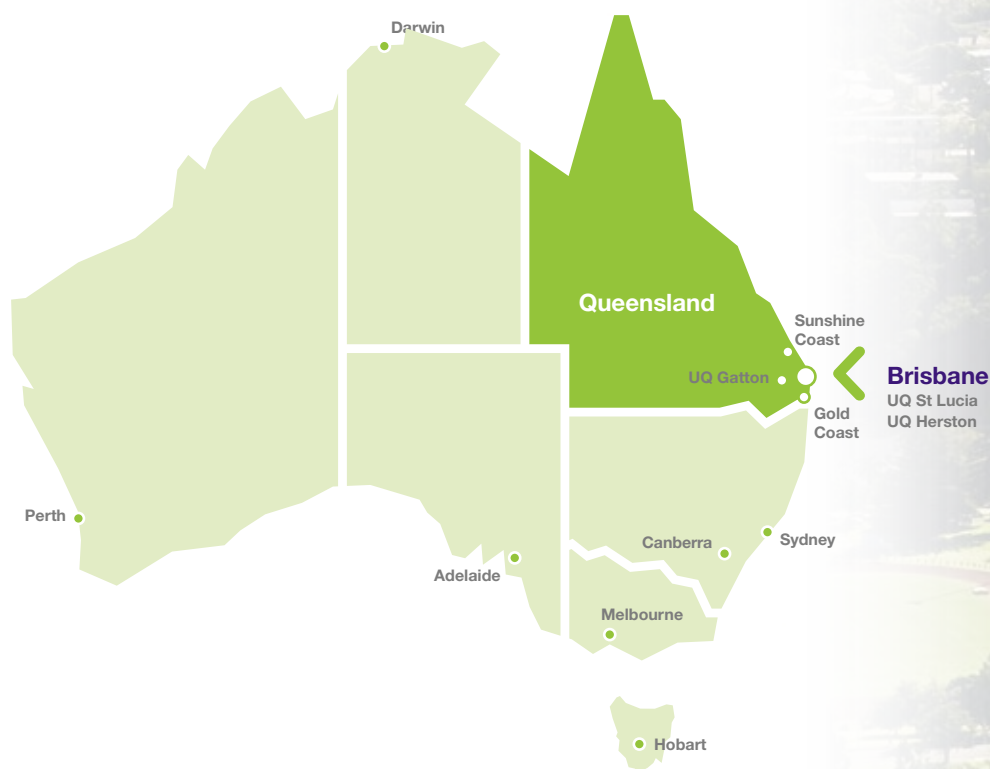 Darwin
Queensland
Sunshine
Coast
UQ Gatton
Brisbane
UQ St Lucia
UQ Herston
Gold
Coast
Perth
Canberra
Sydney
Adelaide
Melbourne
Hobart